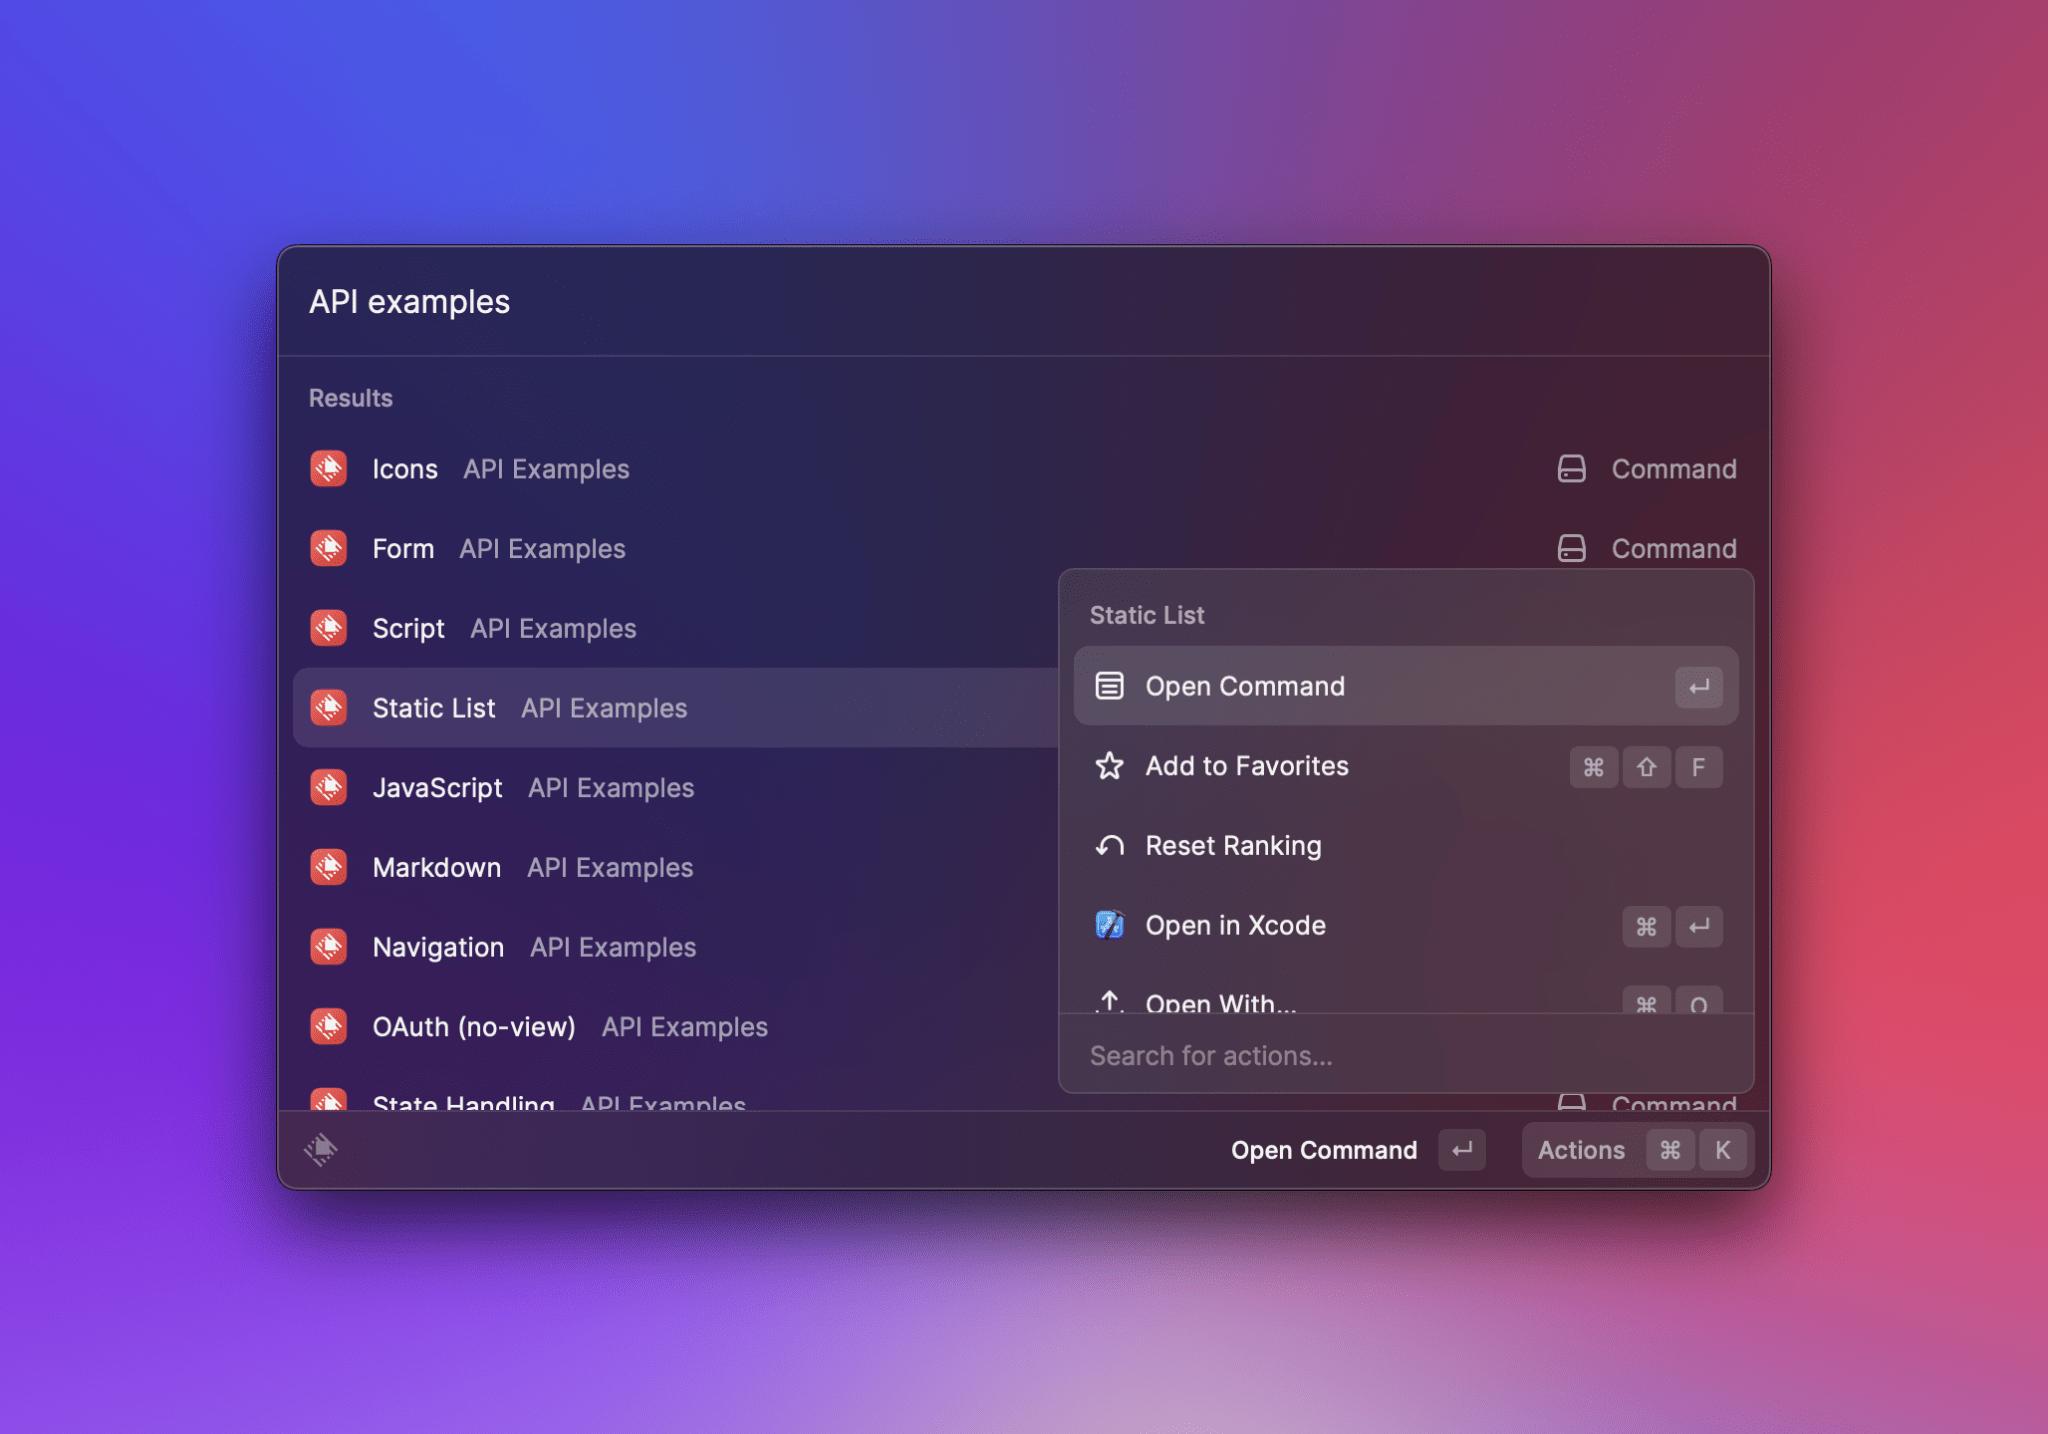 API examples
Results
Icons API Examples Command
Form API Examples Command
Script API Examples
Static List API Examples
JavaScript API Examples
Markdown API Examples
Navigation API Examples
OAuth (no-view) API Examples
State Handling API Examples Command
Static List
Open Command ↵
Add to Favorites ⌘ ⇧ F
Reset Ranking
Open in Xcode ⌘ ↵
Open With... ⌘ O
Search for actions...
Open Command ↵ Actions ⌘ K